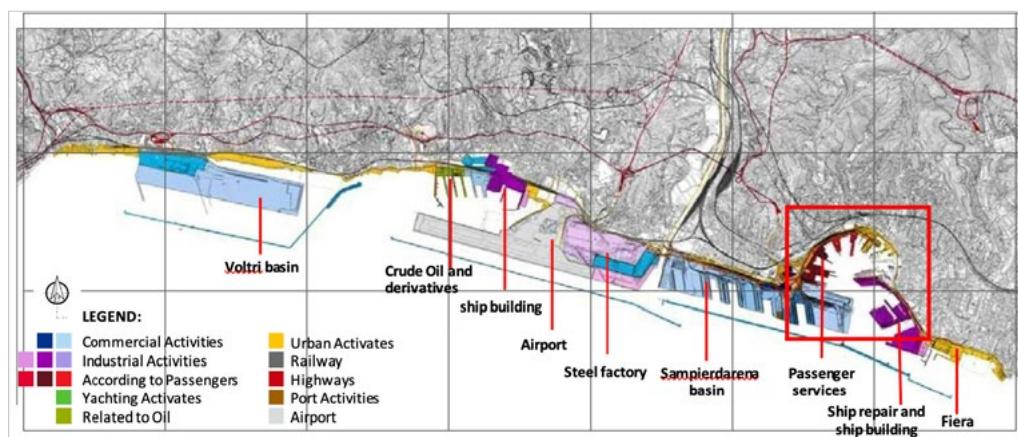 Voltri basin
Crude Oil and
derivatives
ship building
Airport
Steel factory
Sampierdarena
basin
Passenger
services
Ship repair and
ship building
Fiera
LEGEND:
Commercial Activities
Industrial Activities
According to Passengers
Yachting Activates
Related to Oil
Urban Activates
Railway
Highways
Port Activities
Airport